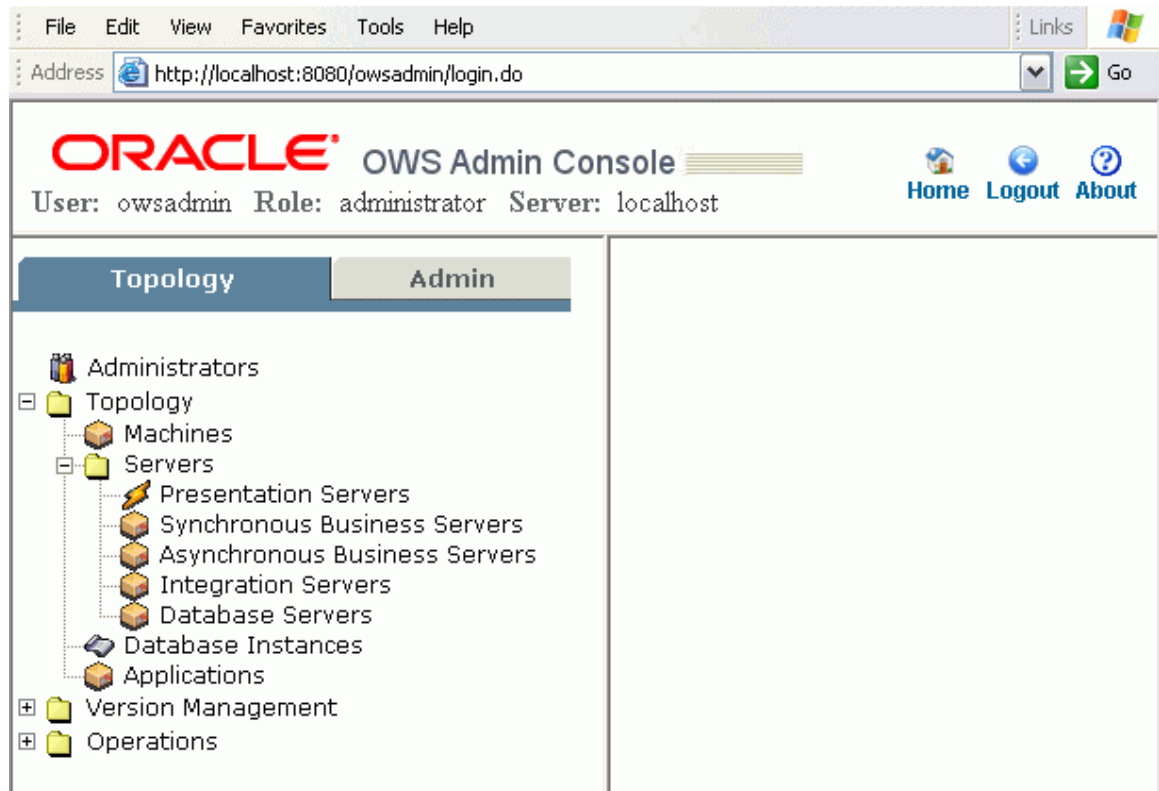 File Edit View Favorites Tools Help Links
Address http://localhost:8080/owsadmin/login.do Go
ORACLE OWS Admin Console
Home Logout About
User: owsadmin Role: administrator Server: localhost
Topology Admin
Administrators
Topology
Machines
Servers
Presentation Servers
Synchronous Business Servers
Asynchronous Business Servers
Integration Servers
Database Servers
Database Instances
Applications
Version Management
Operations